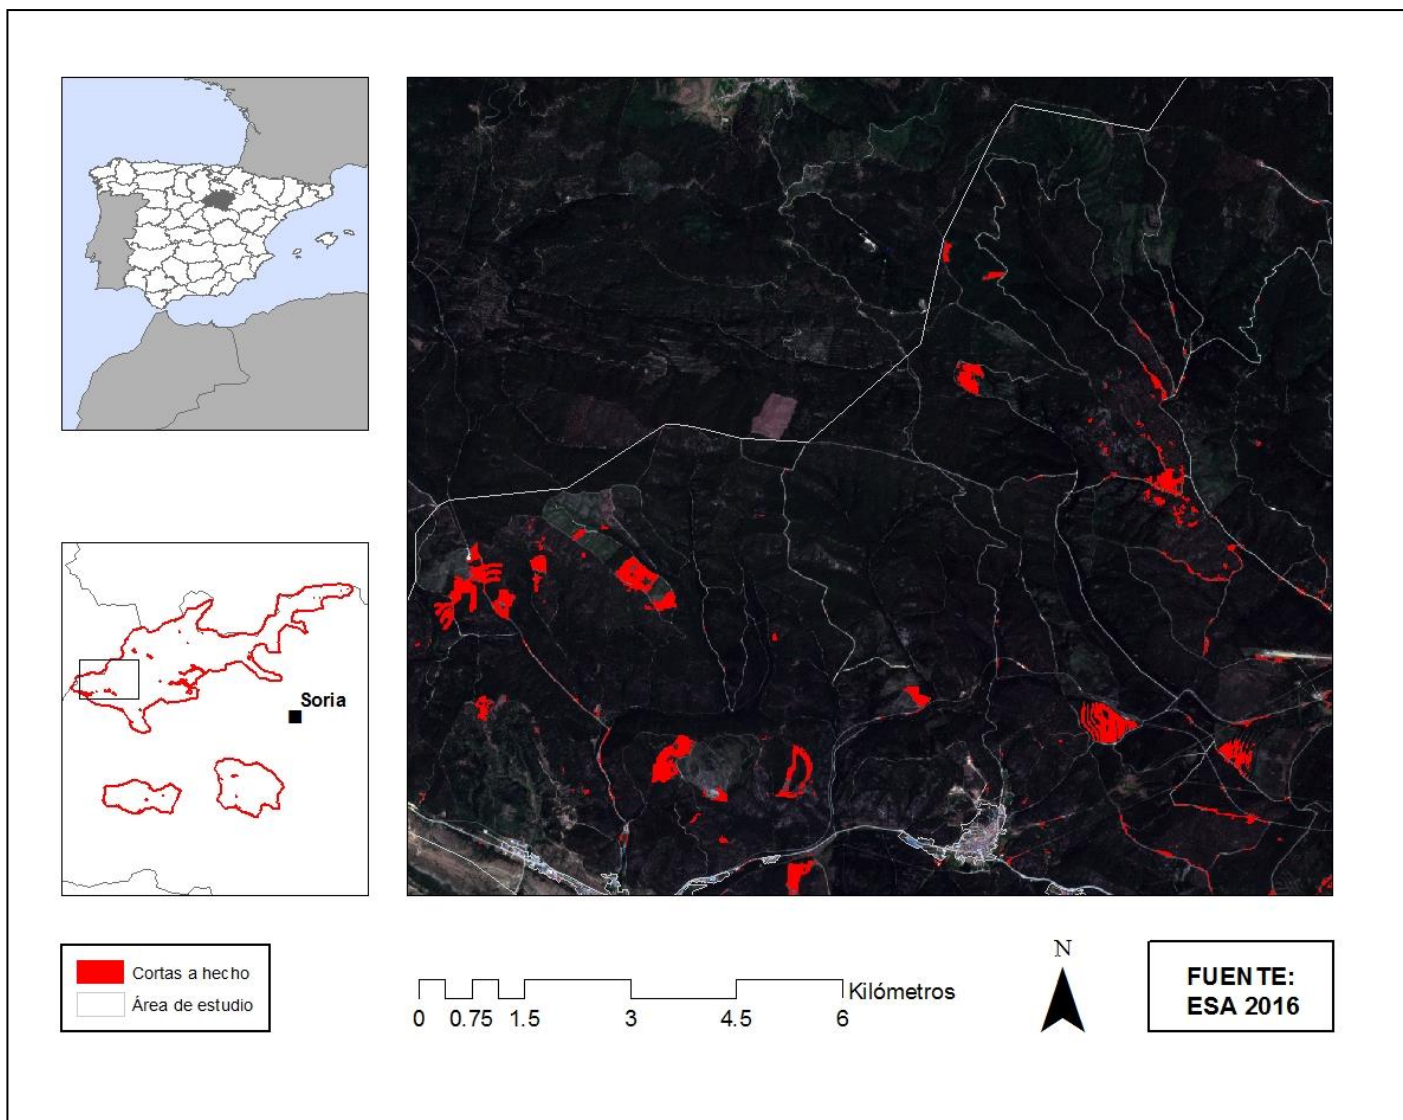 Soria
Cortas a hecho
Área de estudio
Kilómetros
0 0.75 1.5 3 4.5 6
N
FUENTE:
ESA 2016